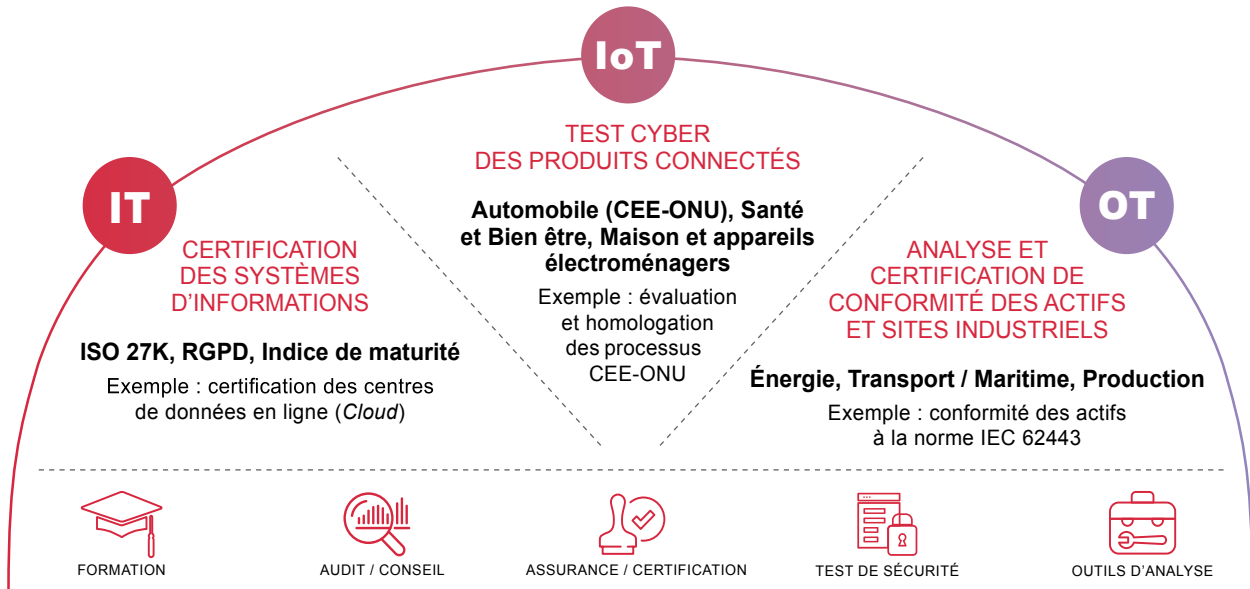 IoT
TEST CYBER
DES PRODUITS CONNECTÉS
Automobile (CEE-ONU), Santé
et Bien être, Maison et appareils
électroménagers
Exemple : évaluation
et homologation
des processus
CEE-ONU
IT
CERTIFICATION
DES SYSTÈMES
D’INFORMATIONS
ISO 27K, RGPD, Indice de maturité
Exemple : certification des centres
de données en ligne (Cloud)
OT
ANALYSE ET
CERTIFICATION DE
CONFORMITÉ DES ACTIFS
ET SITES INDUSTRIELS
Énergie, Transport / Maritime, Production
Exemple : conformité des actifs
à la norme IEC 62443
FORMATION
AUDIT / CONSEIL
ASSURANCE / CERTIFICATION
TEST DE SÉCURITÉ
OUTILS D’ANALYSE